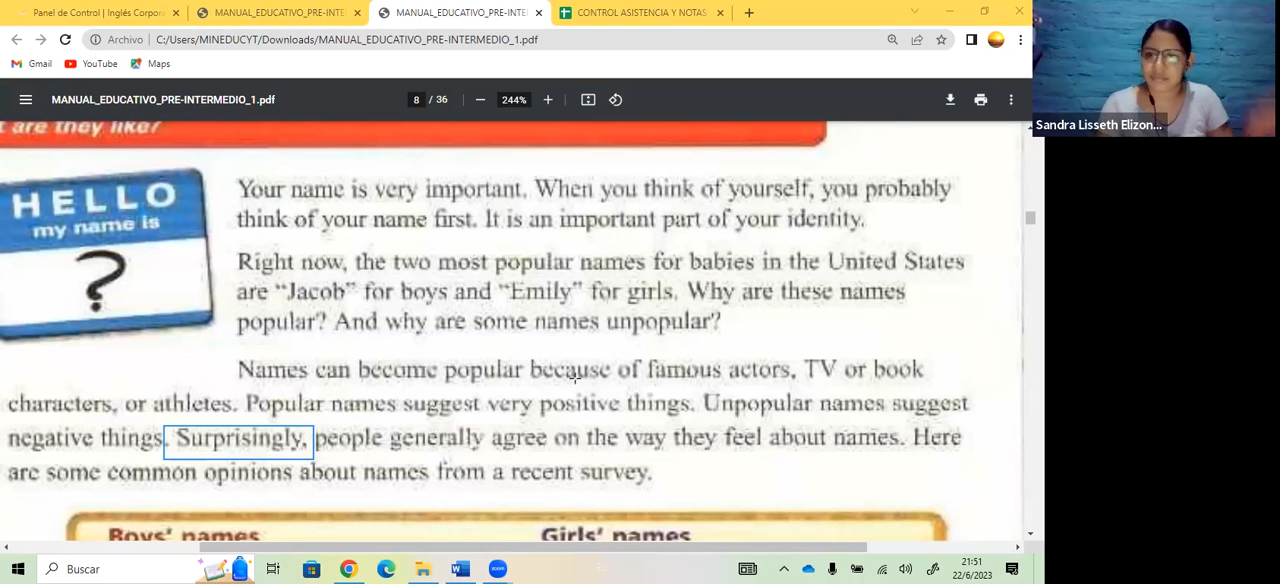 Panel de Control | Inglés Corpora
MANUAL_EDUCATIVO_PRE-INTERME
MANUAL_EDUCATIVO_PRE-INTERME
CONTROL ASISTENCIA Y NOTAS
Archivo
C:/Users/MINEDUCYT/Downloads/MANUAL_EDUCATIVO_PRE-INTERMEDIO_1.pdf
Gmail
YouTube
Maps
MANUAL_EDUCATIVO_PRE-INTERMEDIO_1.pdf
8 / 36
244%
Sandra Lisseth Elizon...
t are they like?
HELLO
my name is
?
Your name is very important. When you think of yourself, you probably
think of your name first. It is an important part of your identity.
Right now, the two most popular names for babies in the United States
are “Jacob” for boys and “Emily” for girls. Why are these names
popular? And why are some names unpopular?
Names can become popular because of famous actors, TV or book
characters, or athletes. Popular names suggest very positive things. Unpopular names suggest
negative things. Surprisingly, people generally agree on the way they feel about names. Here
are some common opinions about names from a recent survey.
Boys' names
Girls' names
Buscar
zoom
21:51
22/6/2023